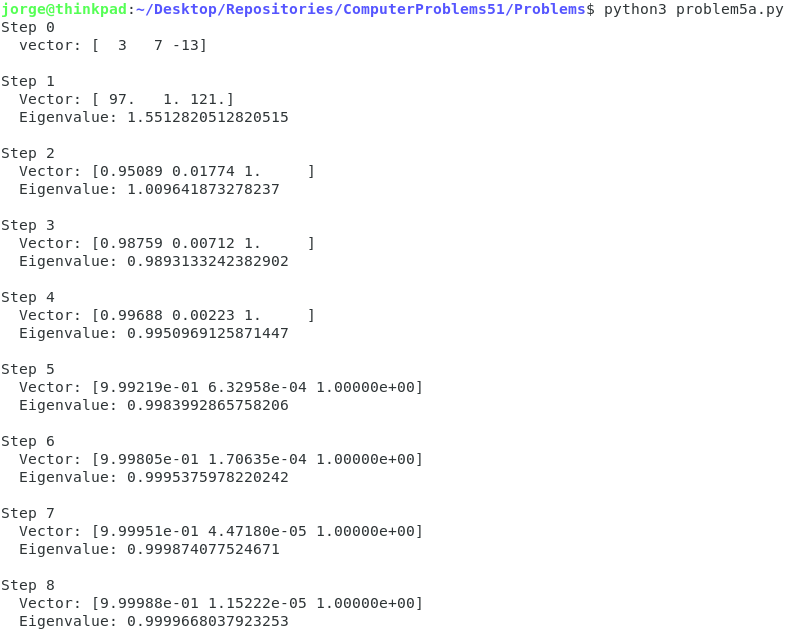 jorge@thinkpad:~/Desktop/Repositories/ComputerProblems51/Problems$ python3 problem5a.py
Step 0
  vector: [  3   7 -13]

Step 1
  Vector: [ 97.   1. 121.]
  Eigenvalue: 1.5512820512820515

Step 2
  Vector: [0.95089 0.01774 1.     ]
  Eigenvalue: 1.009641873278237

Step 3
  Vector: [0.98759 0.00712 1.     ]
  Eigenvalue: 0.9893133242382902

Step 4
  Vector: [0.99688 0.00223 1.     ]
  Eigenvalue: 0.9950969125871447

Step 5
  Vector: [9.99219e-01 6.32958e-04 1.00000e+00]
  Eigenvalue: 0.9983992865758206

Step 6
  Vector: [9.99805e-01 1.70635e-04 1.00000e+00]
  Eigenvalue: 0.9995375978220242

Step 7
  Vector: [9.99951e-01 4.47180e-05 1.00000e+00]
  Eigenvalue: 0.999874077524671

Step 8
  Vector: [9.99988e-01 1.15222e-05 1.00000e+00]
  Eigenvalue: 0.9999668037923253